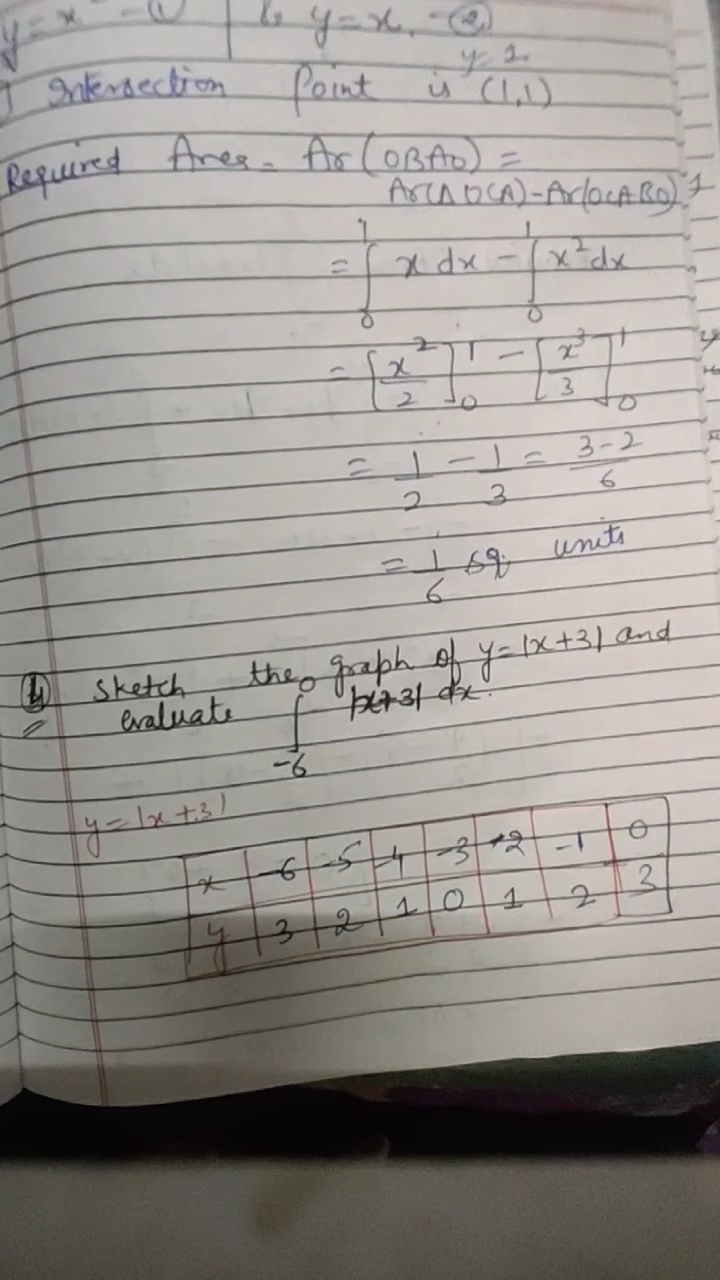 y = x - ① | & y = x. - ②
y = 1
Intersection Point is (1,1)
Required Area = Ar(OBAO) =
Ar(Δ OCA) - Ar(OCABO)
= ∫₀¹ x dx - ∫₀¹ x² dx
= [x²/2]₀¹ - [x³/3]₀¹
= 1/2 - 1/3 = (3-2)/6
= 1/6 sq units
④ Sketch the graph of y = |x+3| and
evaluate ∫₋₆⁰ |x+3| dx.
y = |x+3|
x | -6 | -5 | -4 | -3 | -2 | -1 | 0
y | 3 | 2 | 1 | 0 | 1 | 2 | 3